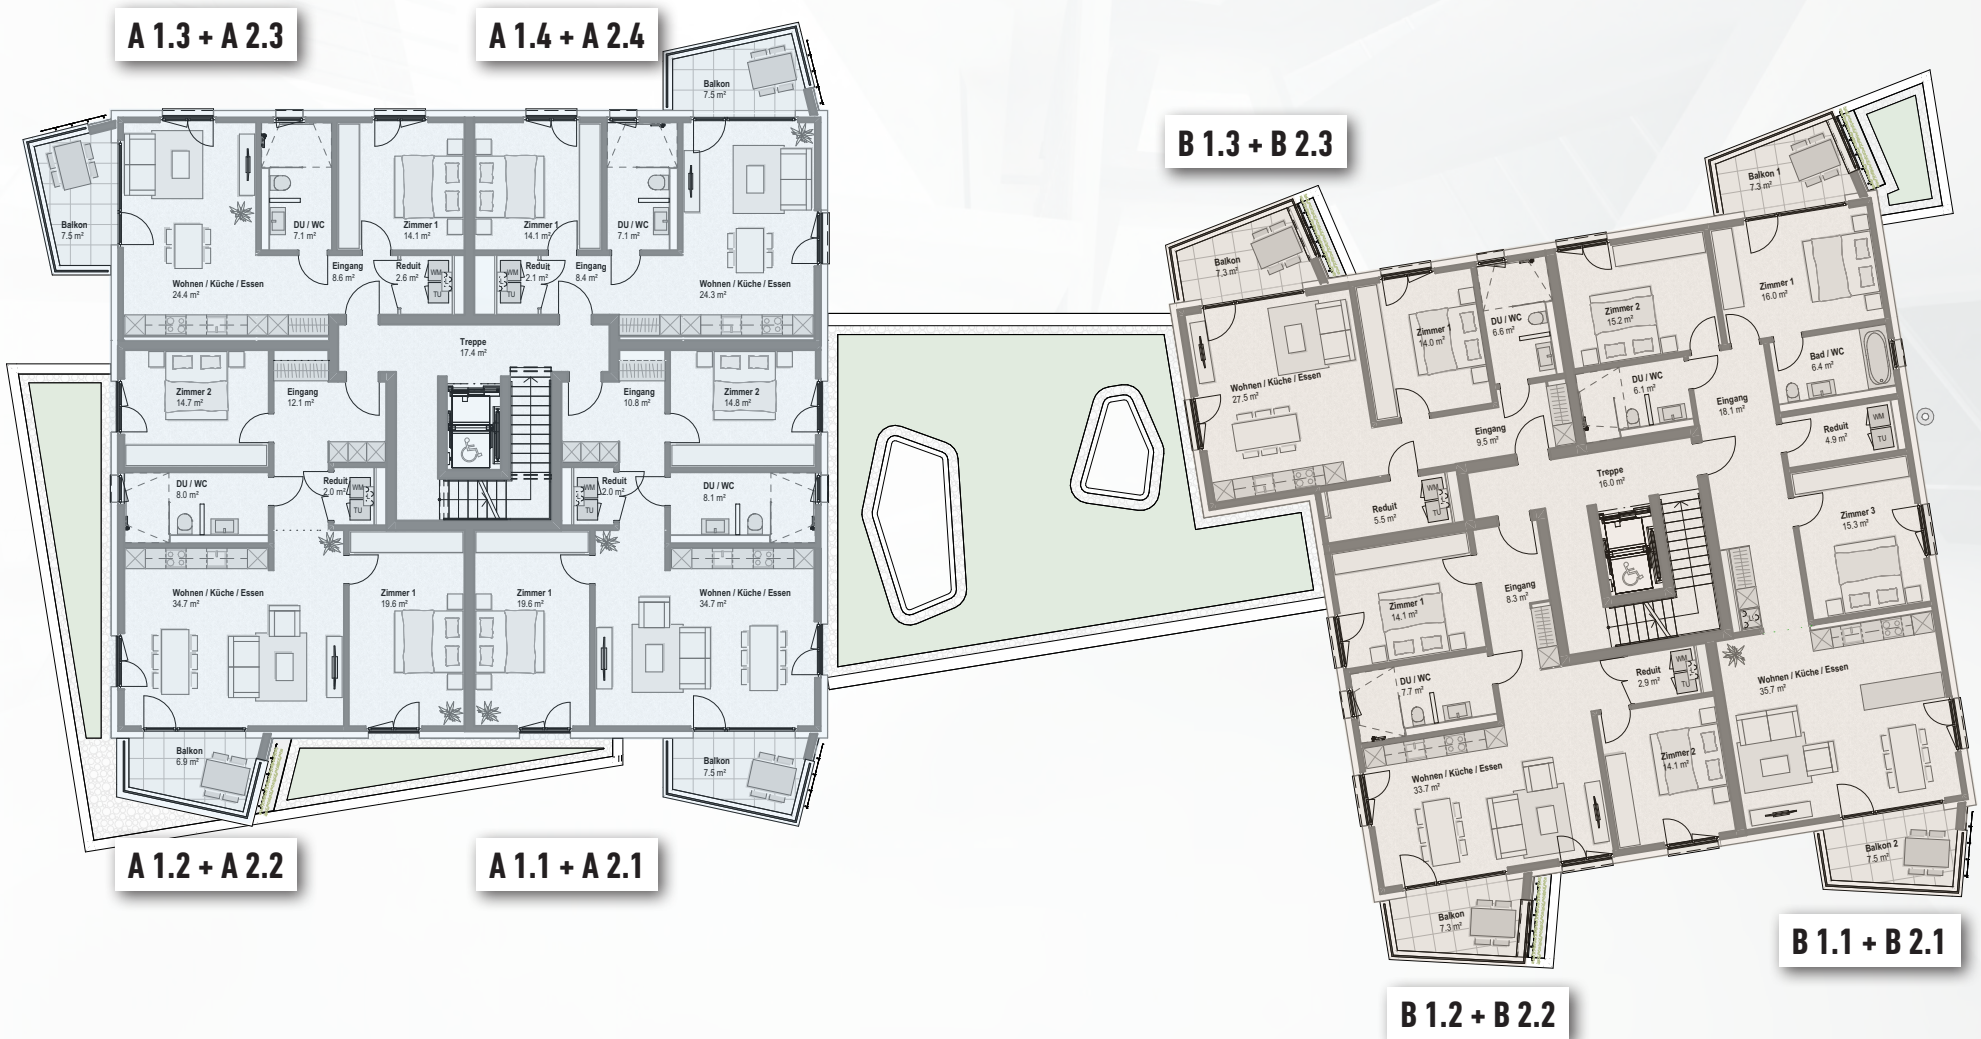 A 1.3 + A 2.3
A 1.4 + A 2.4
Balkon
7.5 m²
Balkon
7.5 m²
DU / WC
7.1 m²
Zimmer 1
14.1 m²
Zimmer 1
14.1 m²
DU / WC
7.1 m²
Wohnen / Küche / Essen
24.4 m²
Eingang
8.6 m²
Reduit
2.6 m²
WM
TU
WM
TU
Reduit
2.1 m²
Eingang
8.4 m²
Wohnen / Küche / Essen
24.3 m²
Treppe
17.4 m²
Zimmer 2
14.7 m²
Eingang
12.1 m²
Eingang
10.8 m²
Zimmer 2
14.8 m²
DU / WC
8.0 m²
Reduit
2.0 m²
WM
TU
WM
TU
Reduit
2.0 m²
DU / WC
8.1 m²
Wohnen / Küche / Essen
34.7 m²
Zimmer 1
19.6 m²
Zimmer 1
19.6 m²
Wohnen / Küche / Essen
34.7 m²
Balkon
6.9 m²
Balkon
7.5 m²
A 1.2 + A 2.2
A 1.1 + A 2.1
B 1.3 + B 2.3
Balkon 1
7.3 m²
Balkon
7.3 m²
Zimmer 1
16.0 m²
Zimmer 2
15.2 m²
DU / WC
6.6 m²
Zimmer 1
14.0 m²
Wohnen / Küche / Essen
27.5 m²
Bad / WC
6.4 m²
DU / WC
6.1 m²
Eingang
18.1 m²
Eingang
9.5 m²
Reduit
4.9 m²
WM
TU
Treppe
16.0 m²
Reduit
5.5 m²
WM
TU
Zimmer 3
15.3 m²
Eingang
8.3 m²
Zimmer 1
14.1 m²
Reduit
2.9 m²
WM
TU
Wohnen / Küche / Essen
35.7 m²
DU / WC
7.7 m²
Zimmer 2
14.1 m²
Wohnen / Küche / Essen
33.7 m²
Balkon 2
7.5 m²
Balkon
7.3 m²
B 1.1 + B 2.1
B 1.2 + B 2.2